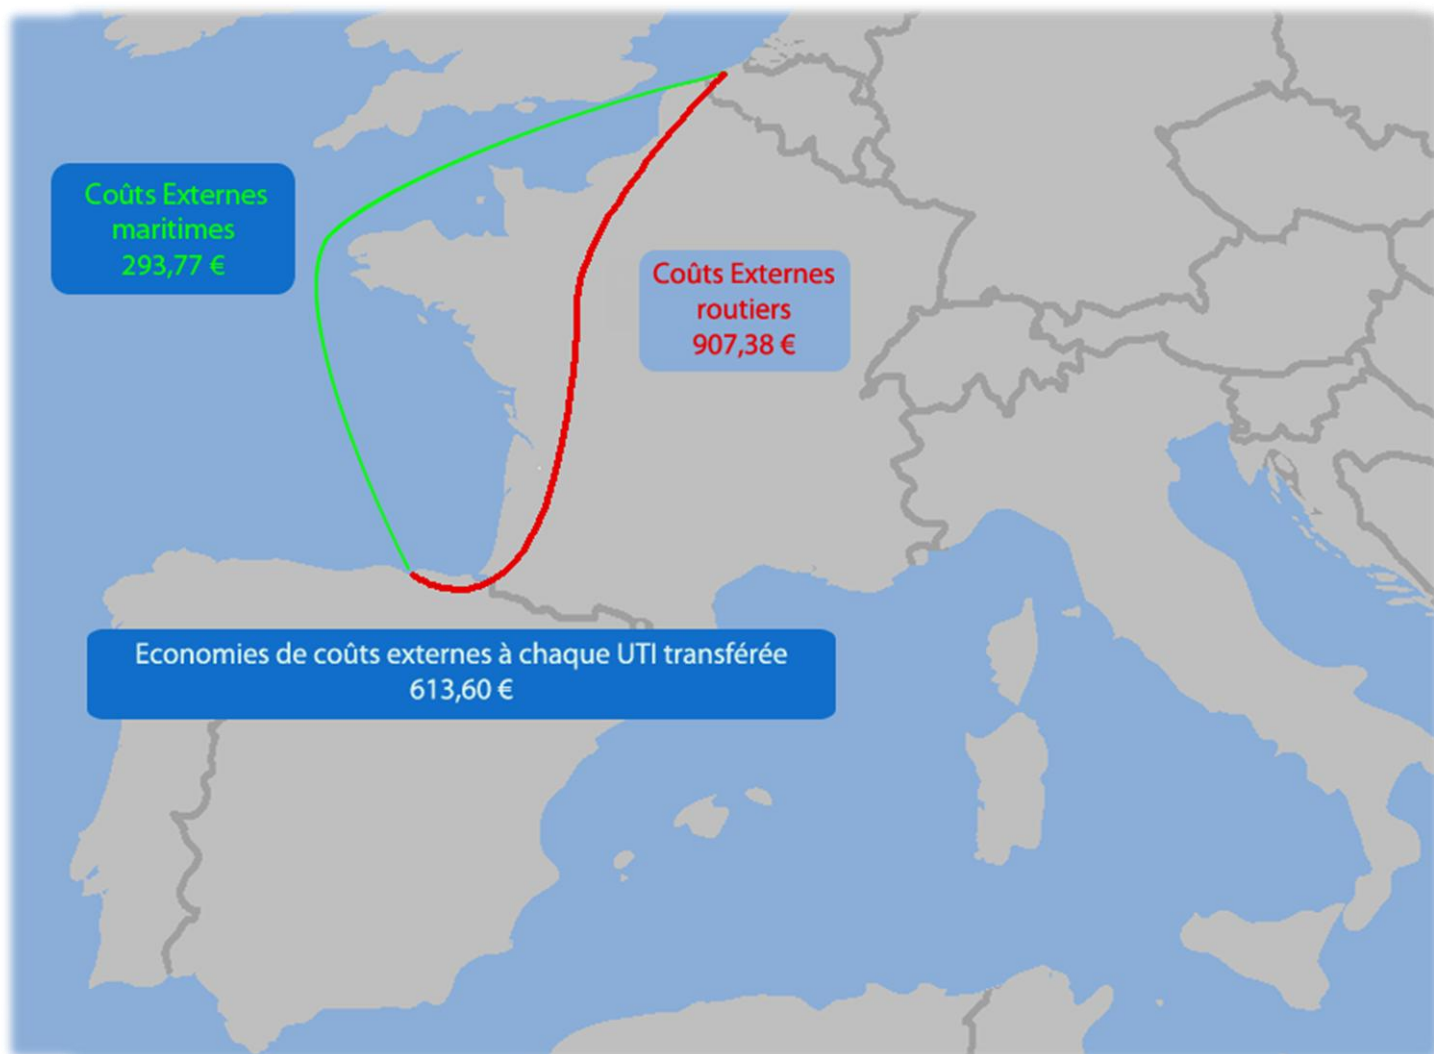 Coûts Externes
maritimes
293,77 €
Coûts Externes
routiers
907,38 €
Economies de coûts externes à chaque UTI transférée
613,60 €